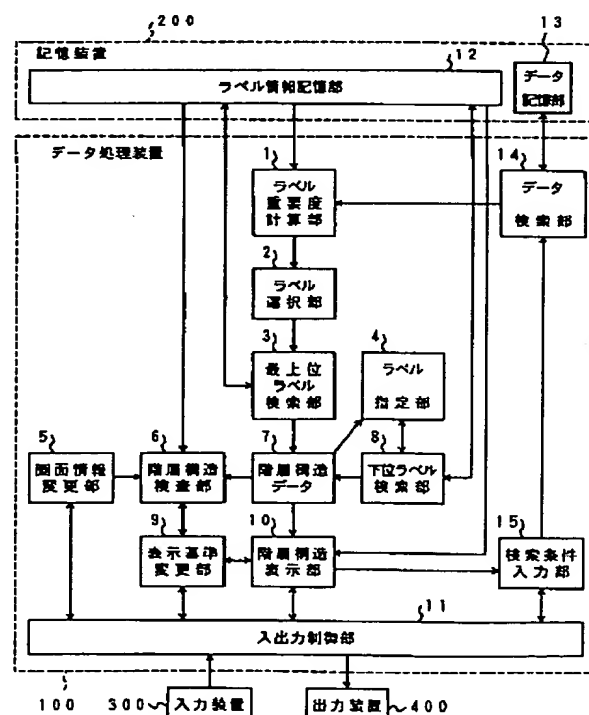 200
13
記憶装置
12
ラベル情報記憶部
データ
記憶部
データ処理装置
1
14
ラベル
重要度
計算部
データ
検索部
2
ラベル
選択部
3
4
最上位
ラベル
検索部
ラベル
指定部
5
6
7
8
画面情報
変更部
階層構造
検査部
階層構造
データ
下位ラベル
検索部
9
10
15
表示基準
変更部
階層構造
表示部
検索条件
入力部
11
入出力制御部
100
300
入力装置
出力装置
400